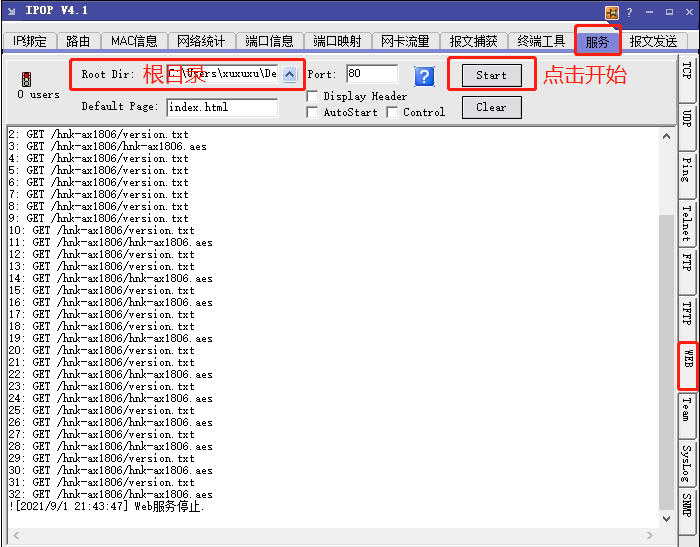 IPOP V4.1
IP绑定 路由 MAC信息 网络统计 端口信息 端口映射 网卡流量 报文捕获 终端工具 服务 报文发送
0 users
Root Dir: C:\Users\xuxuxu\De
根目录
Port: 80
?
Start
点击开始
Default Page: index.html
Display Header
AutoStart Control
Clear
2: GET /hnk-ax1806/version.txt
3: GET /hnk-ax1806/hnk-ax1806.aes
4: GET /hnk-ax1806/version.txt
5: GET /hnk-ax1806/version.txt
6: GET /hnk-ax1806/version.txt
7: GET /hnk-ax1806/version.txt
8: GET /hnk-ax1806/version.txt
9: GET /hnk-ax1806/version.txt
10: GET /hnk-ax1806/version.txt
11: GET /hnk-ax1806/hnk-ax1806.aes
12: GET /hnk-ax1806/version.txt
13: GET /hnk-ax1806/version.txt
14: GET /hnk-ax1806/hnk-ax1806.aes
15: GET /hnk-ax1806/version.txt
16: GET /hnk-ax1806/hnk-ax1806.aes
17: GET /hnk-ax1806/version.txt
18: GET /hnk-ax1806/version.txt
19: GET /hnk-ax1806/hnk-ax1806.aes
20: GET /hnk-ax1806/version.txt
21: GET /hnk-ax1806/version.txt
22: GET /hnk-ax1806/hnk-ax1806.aes
23: GET /hnk-ax1806/version.txt
24: GET /hnk-ax1806/hnk-ax1806.aes
25: GET /hnk-ax1806/version.txt
26: GET /hnk-ax1806/hnk-ax1806.aes
27: GET /hnk-ax1806/version.txt
28: GET /hnk-ax1806/hnk-ax1806.aes
29: GET /hnk-ax1806/version.txt
30: GET /hnk-ax1806/hnk-ax1806.aes
31: GET /hnk-ax1806/version.txt
32: GET /hnk-ax1806/hnk-ax1806.aes
![2021/9/1 21:43:47] Web服务停止.
TCP
UDP
Ping
Telnet
FTP
TFTP
WEB
Team
SysLog
SNMP